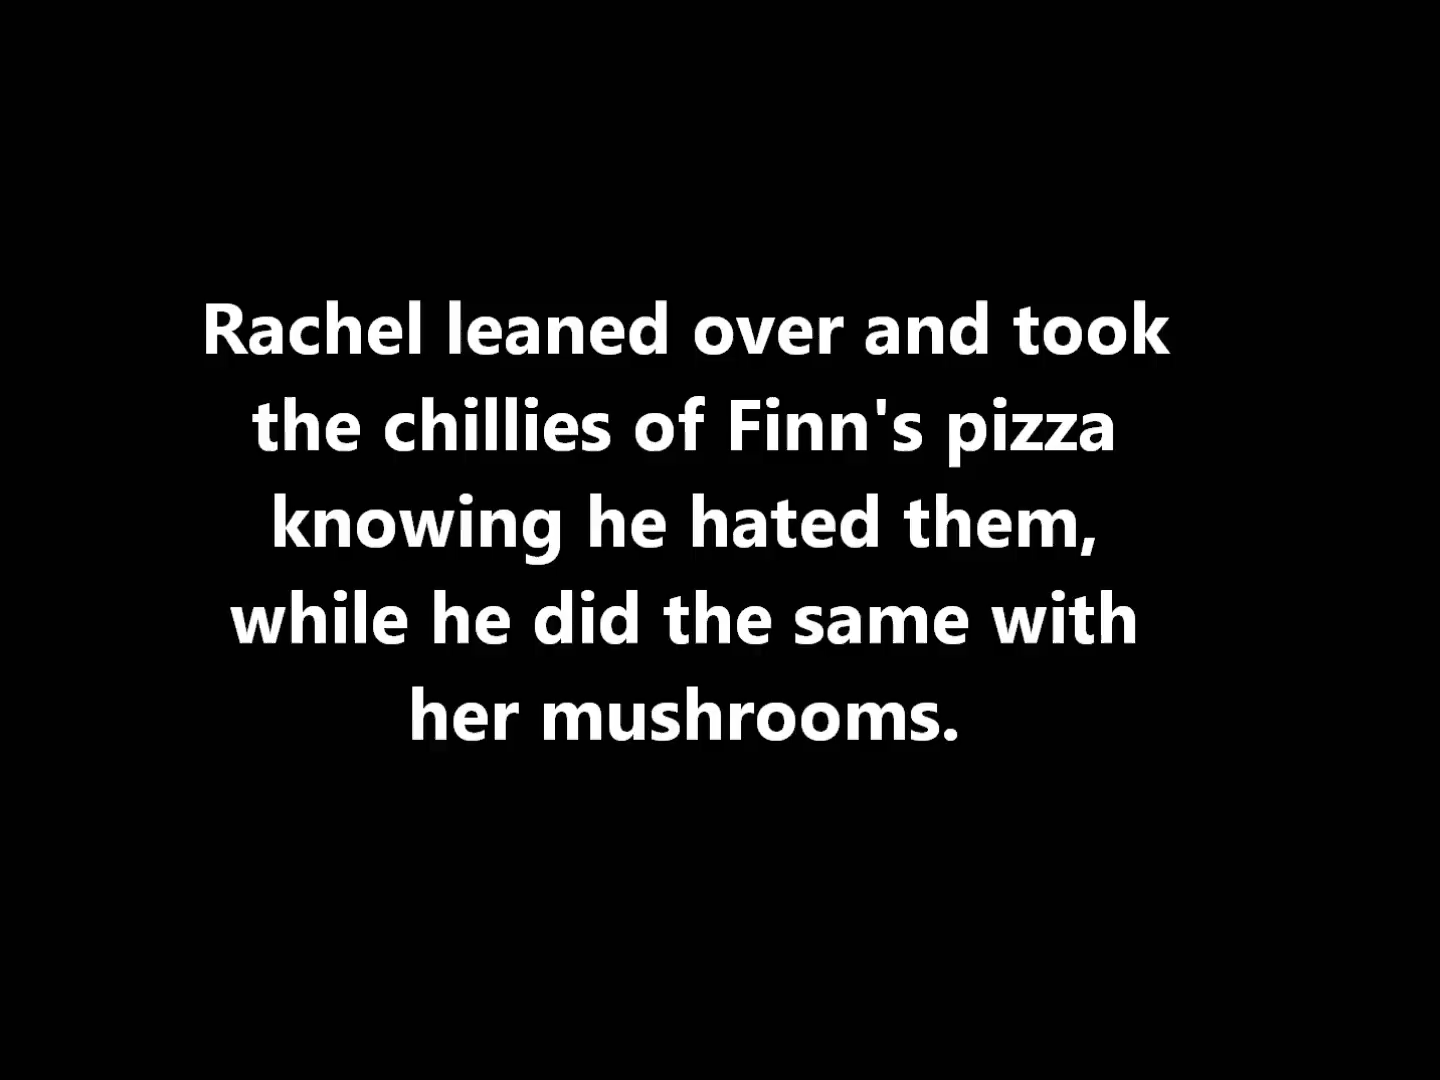 Rachel leaned over and took
the chillies of Finn's pizza
knowing he hated them,
while he did the same with
her mushrooms.